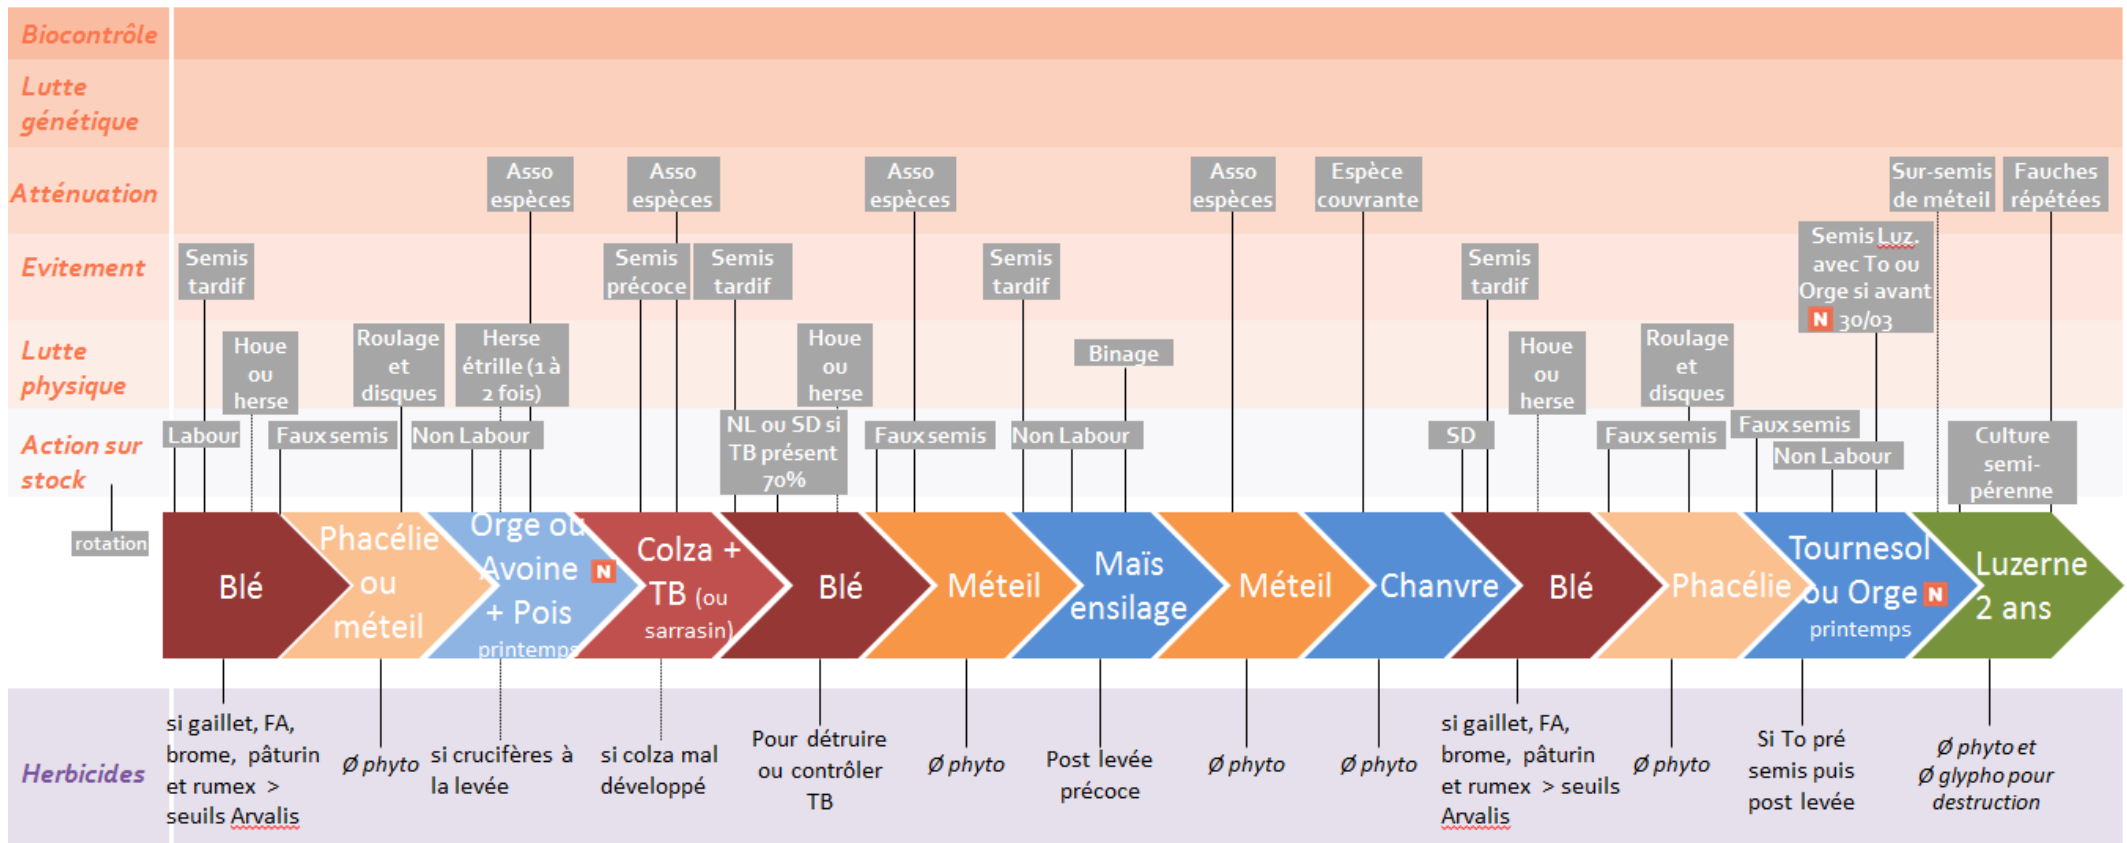 Biocontrôle
Lutte
génétique
Atténuation
Asso
espèces
Asso
espèces
Asso
espèces
Asso
espèces
Espèce
couvrante
Sur-semis
de méteil
Fauches
répétées
Evitement
Semis
tardif
Semis
précoce
Semis
tardif
Semis
tardif
Semis
tardif
Semis Luz.
avec To ou
Orge si avant
N 30/03
Lutte
physique
Houe
ou
herse
Roulage
et
disques
Herse
étrille (1 à
2 fois)
Houe
ou
herse
Binage
Houe
ou
herse
Roulage
et
disques
Action sur
stock
Labour
Faux semis
Non Labour
NL ou SD si
TB présent
70%
Faux semis
Non Labour
SD
Faux semis
Faux semis
Non Labour
Culture
semi-
pérenne
rotation
Blé
Phacélie
ou
méteil
Orge ou
Avoine N
+ Pois
printemps
Colza +
TB (ou
sarrasin)
Blé
Méteil
Maïs
ensilage
Méteil
Chanvre
Blé
Phacélie
Tournesol
ou Orge N
printemps
Luzerne
2 ans
Herbicides
si gaillet, FA,
brome, pâturin
et rumex >
seuils Arvalis
Ø phyto
si crucifères à
la levée
si colza mal
développé
Pour détruire
ou contrôler
TB
Ø phyto
Post levée
précoce
Ø phyto
Ø phyto
si gaillet, FA,
brome, pâturin
et rumex > seuils
Arvalis
Ø phyto
Si To pré
semis puis
post levée
Ø phyto et
Ø glypho pour
destruction